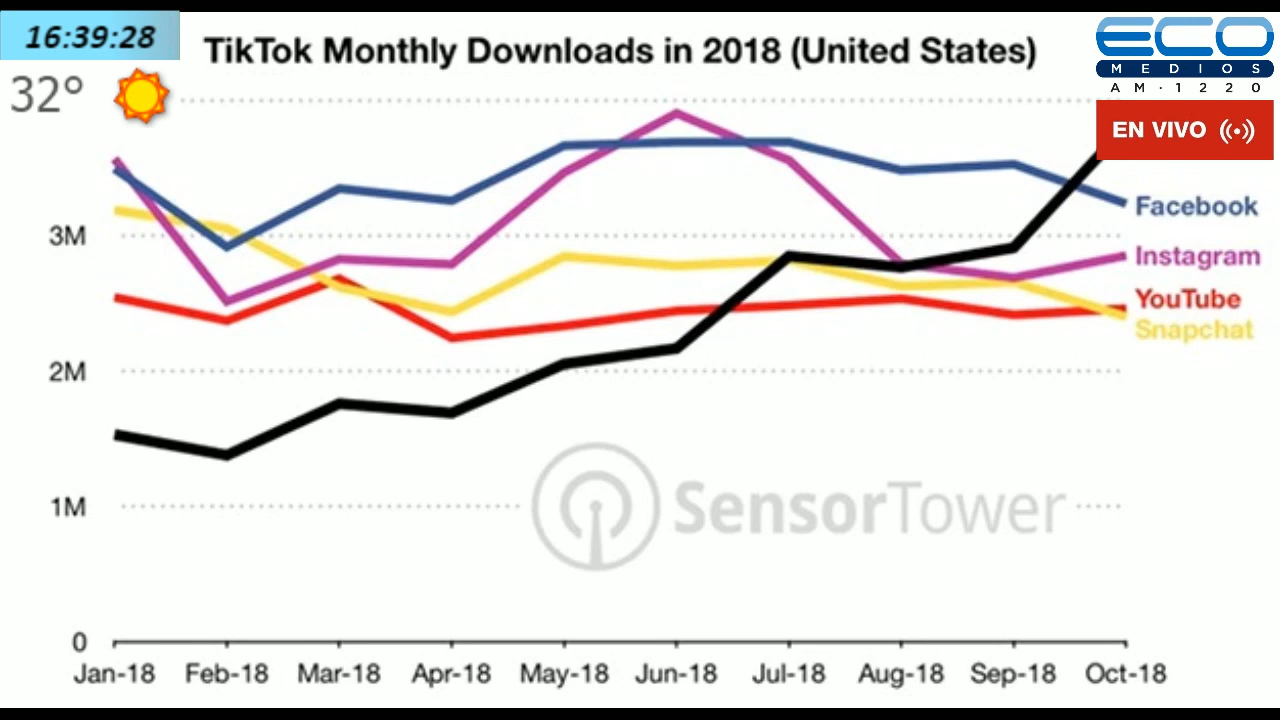 16:39:28
TikTok Monthly Downloads in 2018 (United States)
ECO
MEDIOS
AM·1220
32°
EN VIVO
Facebook
3M
Instagram
YouTube
Snapchat
2M
1M
SensorTower
0
Jan-18 Feb-18 Mar-18 Apr-18 May-18 Jun-18 Jul-18 Aug-18 Sep-18 Oct-18